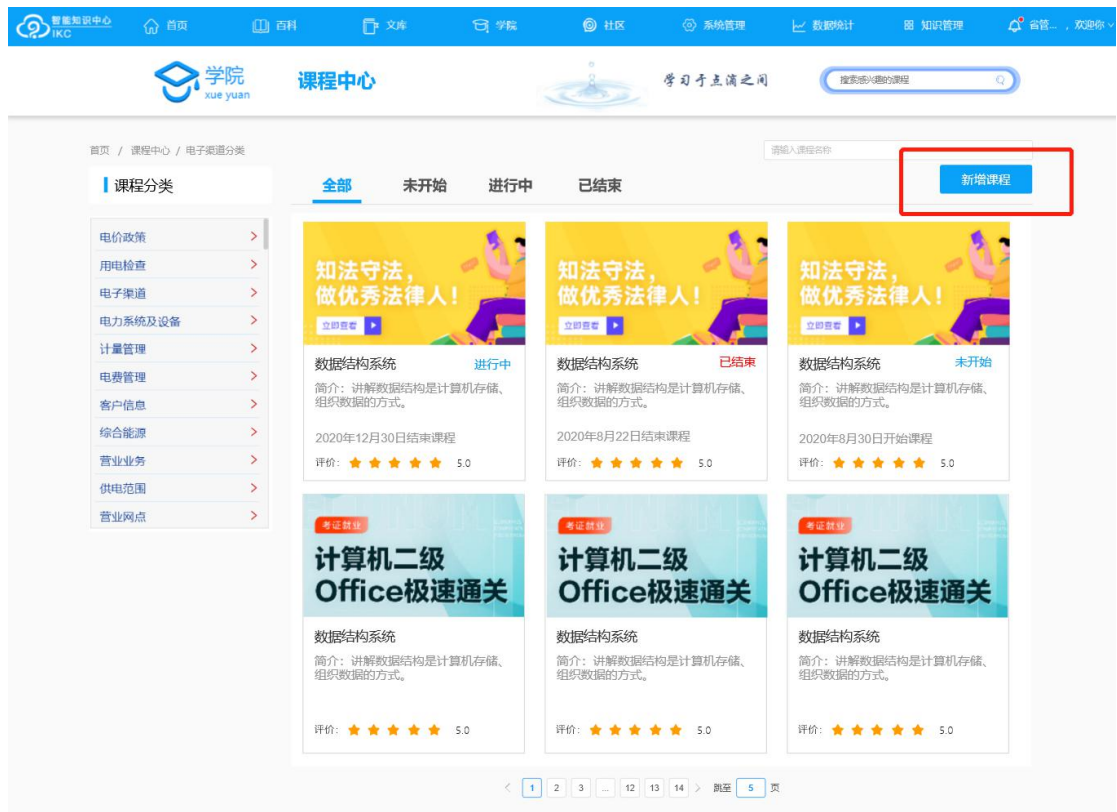 智能知识中心
IKC
首页
百科
文库
学院
社区
系统管理
数据统计
知识管理
省管... ，欢迎你
学院
xue yuan
课程中心
学习于点滴之间
搜索感兴趣的课程
首页 / 课程中心 / 电子渠道分类
请输入课程名称
课程分类
全部
未开始
进行中
已结束
新增课程
电价政策
用电检查
电子渠道
电力系统及设备
计量管理
电费管理
客户信息
综合能源
营业业务
供电范围
营业网点
知法守法，
做优秀法律人！
立即查看
数据结构系统 进行中
简介：讲解数据结构是计算机存储、
组织数据的方式。
2020年12月30日结束课程
评价： 5.0
知法守法，
做优秀法律人！
立即查看
数据结构系统 已结束
简介：讲解数据结构是计算机存储、
组织数据的方式。
2020年8月22日结束课程
评价： 5.0
知法守法，
做优秀法律人！
立即查看
数据结构系统 未开始
简介：讲解数据结构是计算机存储、
组织数据的方式。
2020年8月30日开始课程
评价： 5.0
考证就业
计算机二级
Office极速通关
数据结构系统
简介：讲解数据结构是计算机存储、
组织数据的方式。
评价： 5.0
考证就业
计算机二级
Office极速通关
数据结构系统
简介：讲解数据结构是计算机存储、
组织数据的方式。
评价： 5.0
考证就业
计算机二级
Office极速通关
数据结构系统
简介：讲解数据结构是计算机存储、
组织数据的方式。
评价： 5.0
< 1 2 3 ... 12 13 14 > 跳至 5 页